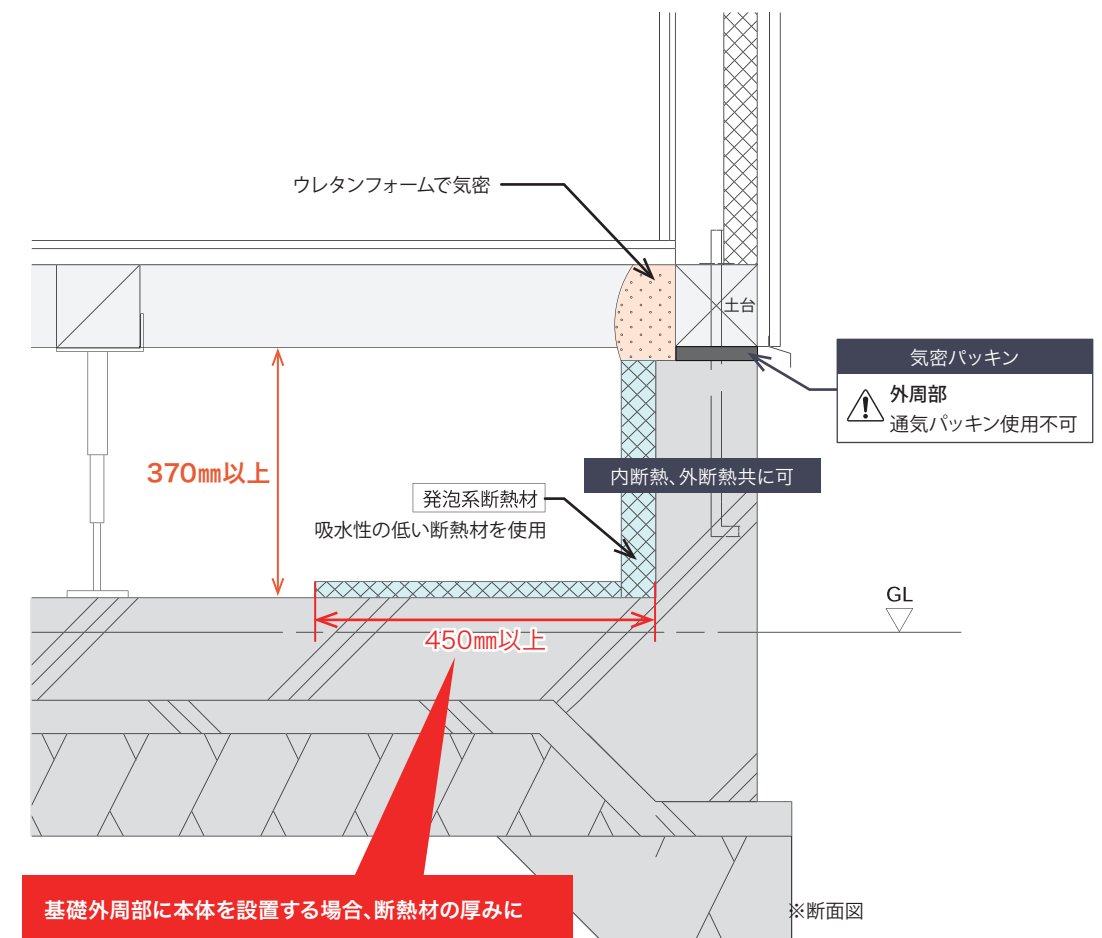 ウレタンフォームで気密
土台
気密パッキン
外周部
通気パッキン使用不可
370㎜以上
内断熱、外断熱共に可
発泡系断熱材
吸水性の低い断熱材を使用
GL
450㎜以上
基礎外周部に本体を設置する場合、断熱材の厚みに
※断面図